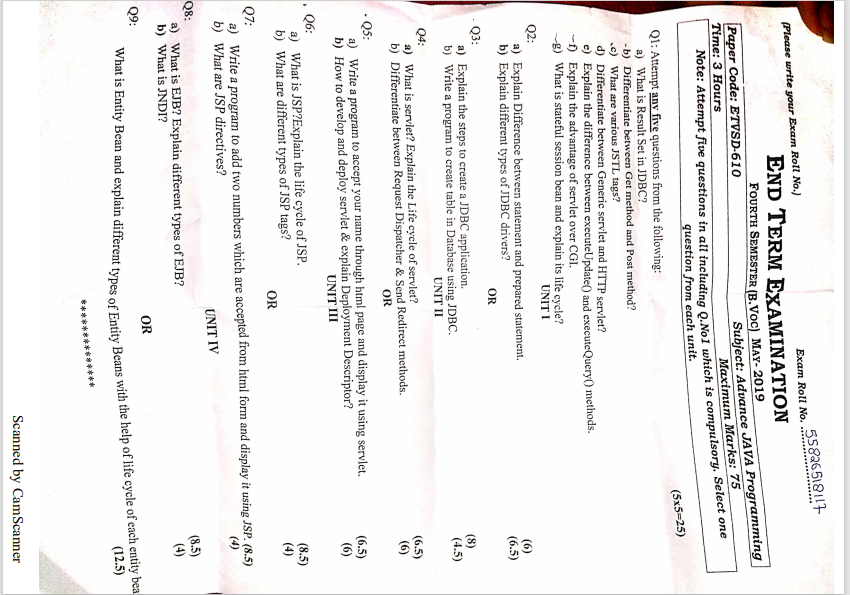 (Please write your Exam Roll No.)
Exam Roll No. 55826518117
END TERM EXAMINATION
FOURTH SEMESTER [B.VOC] MAY- 2019
Paper Code: ETVSD-610 Subject: Advance JAVA Programming
Time: 3 Hours Maximum Marks: 75
Note: Attempt five questions in all including Q.No1 which is compulsory. Select one
question from each unit.
Q1: Attempt any five questions from the following: (5x5=25)
a) What is Result Set in JDBC?
b) Differentiate between Get method and Post method?
c) What are various JSTL tags?
d) Differentiate between Generic servlet and HTTP servlet?
e) Explain the difference between executeUpdate() and executeQuery() methods.
f) Explain the advantage of servlet over CGI.
g) What is stateful session bean and explain its life cycle?
UNIT I
Q2:
a) Explain Difference between statement and prepared statement. (6)
b) Explain different types of JDBC drivers? (6.5)
OR
Q3:
a) Explain the steps to create a JDBC application. (8)
b) Write a program to create table in Database using JDBC. (4.5)
UNIT II
Q4:
a) What is servlet? Explain the Life cycle of servlet? (6.5)
b) Differentiate between Request Dispatcher & Send Redirect methods. (6)
OR
Q5:
a) Write a program to accept your name through html page and display it using servlet. (6.5)
b) How to develop and deploy servlet & explain Deployment Descriptor? (6)
UNIT III
Q6:
a) What is JSP?Explain the life cycle of JSP. (8.5)
b) What are different types of JSP tags? (4)
OR
Q7:
a) Write a program to add two numbers which are accepted from html form and display it using JSP. (8.5)
b) What are JSP directives? (4)
UNIT IV
Q8:
a) What is EJB? Explain different types of EJB? (8.5)
b) What is JNDI? (4)
OR
Q9:
What is Entity Bean and explain different types of Entity Beans with the help of life cycle of each entity bea
(12.5)
**************
Scanned by CamScanner